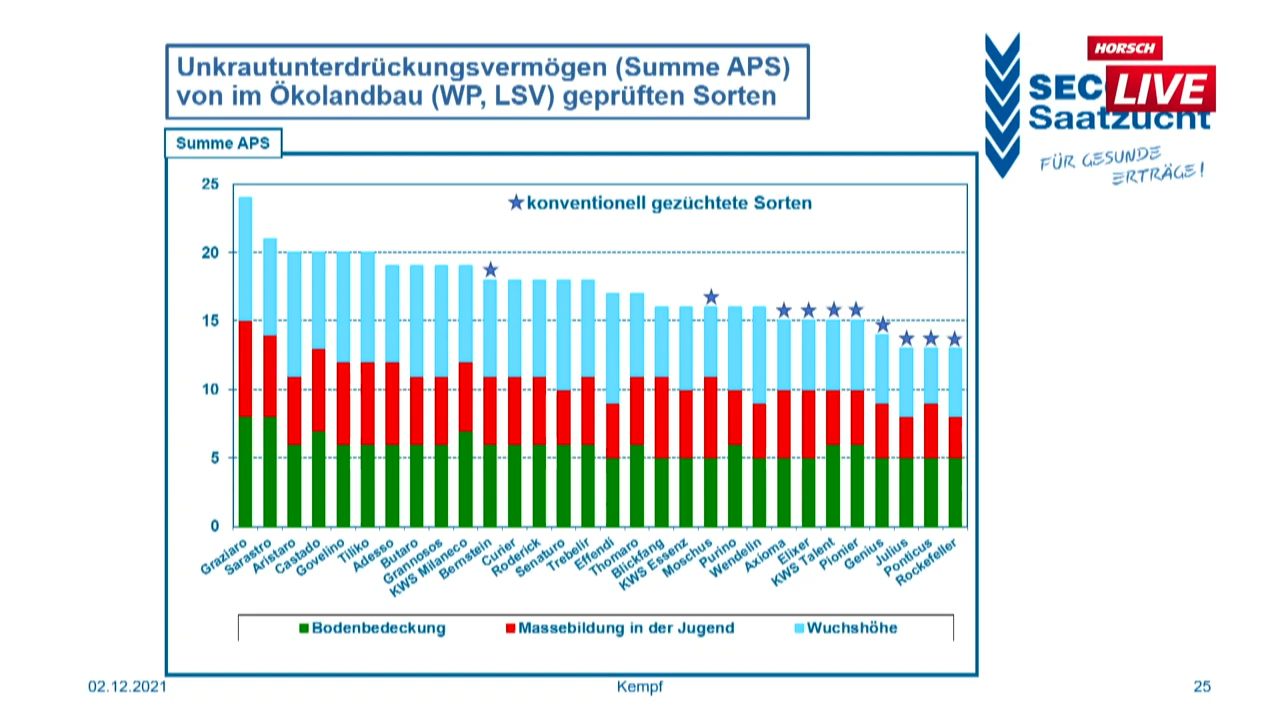 Unkrautunterdrückungsvermögen (Summe APS)
von im Ökolandbau (WP, LSV) geprüften Sorten
HORSCH
LIVE
SEC
Saatzucht
FÜR GESUNDE
ERTRÄGE!
Summe APS
25
20
15
10
5
0
konventionell gezüchtete Sorten
Graziaro
Sarastro
Aristaro
Castado
Govelino
Tiliko
Adesso
Butaro
Grannosos
KWS Milaneco
Bernstein
Curier
Roderick
Senaturo
Trebelir
Effendi
Thomaro
Blickfang
KWS Essenz
Moschus
Purino
Wendelin
Axioma
Elixer
KWS Talent
Pionier
Genius
Julius
Ponticus
Rockefeller
Bodenbedeckung
Massebildung in der Jugend
Wuchshöhe
02.12.2021
Kempf
25